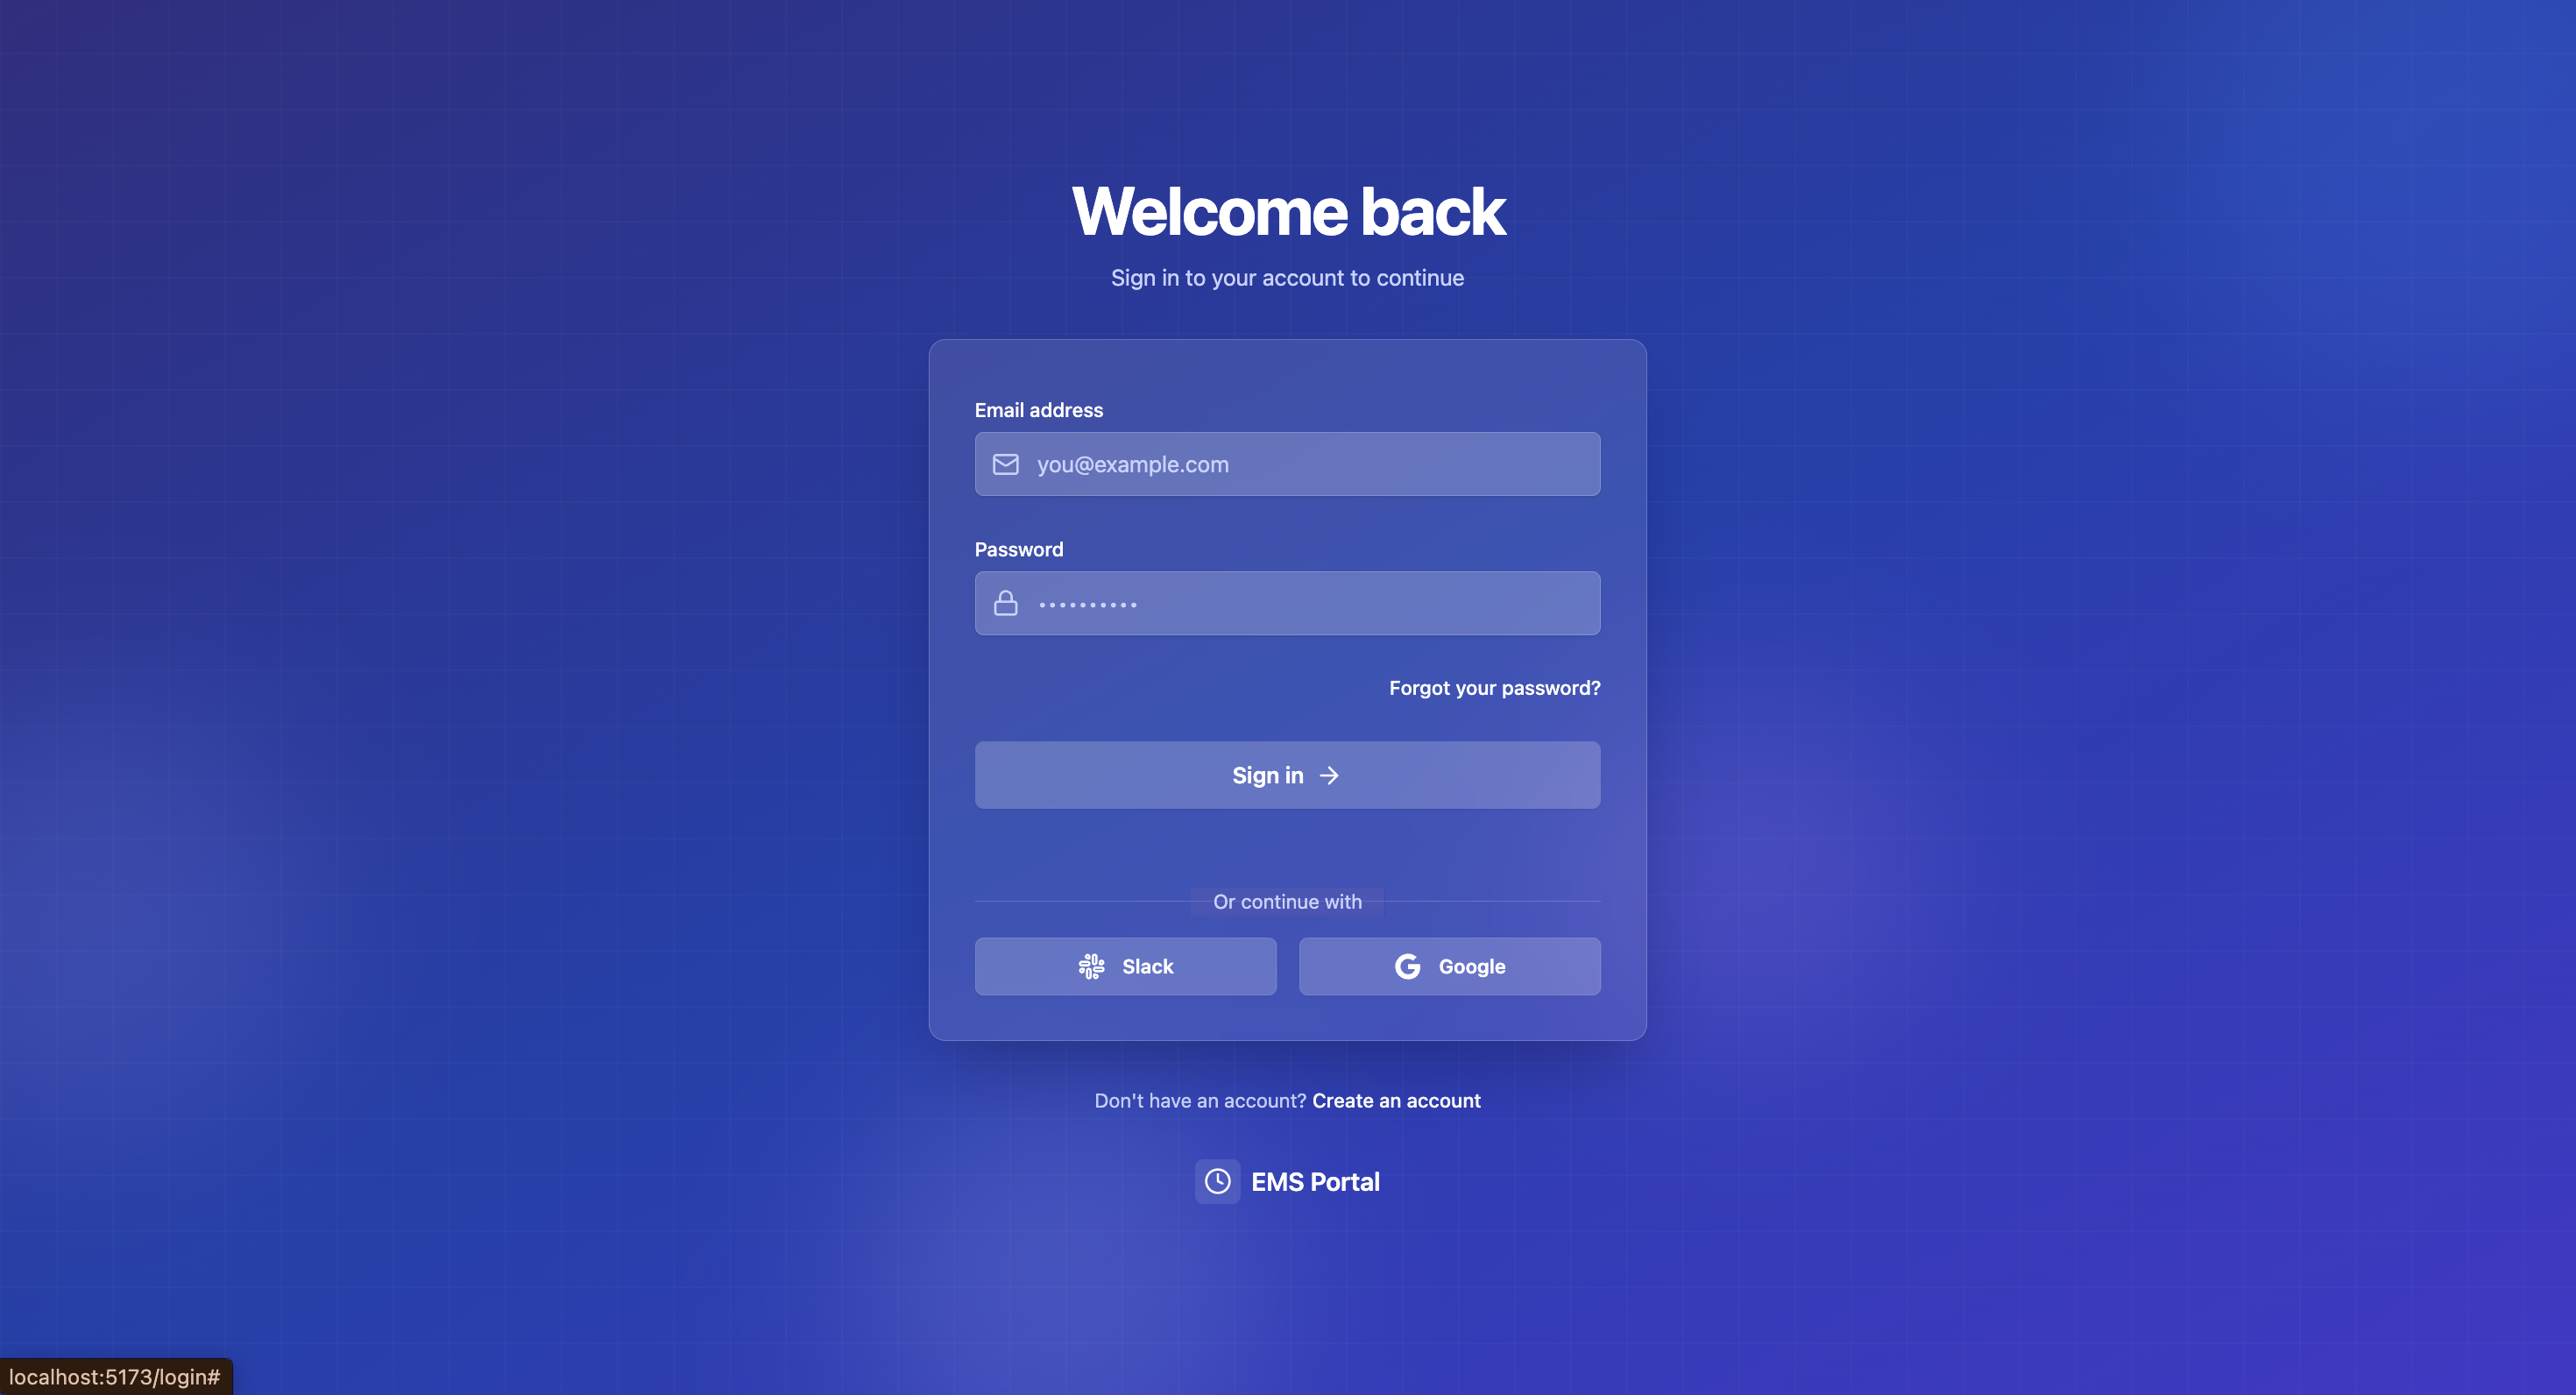 Welcome back
Sign in to your account to continue
Email address
you@example.com
Password
••••••••••
Forgot your password?
Sign in →
Or continue with
Slack
Google
Don't have an account? Create an account
EMS Portal
localhost:5173/login#